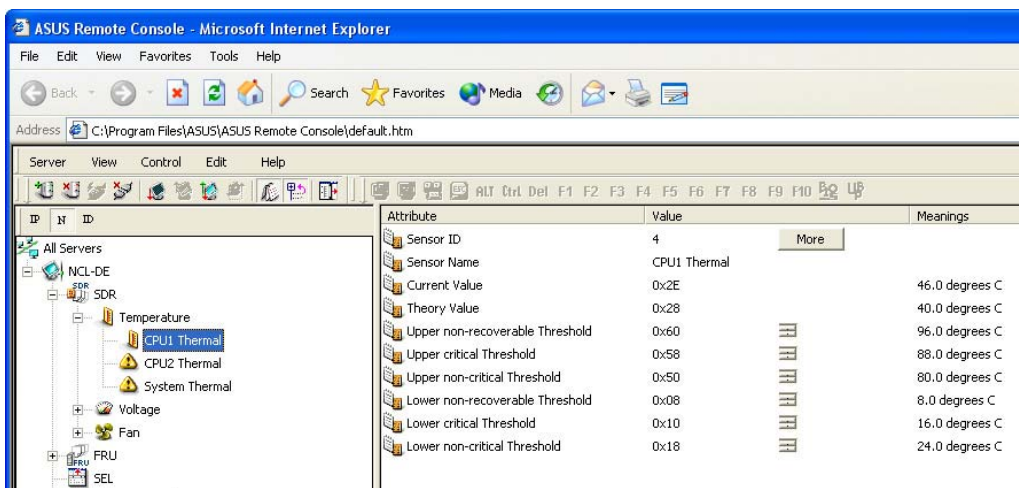 ASUS Remote Console - Microsoft Internet Explorer
File Edit View Favorites Tools Help
Back Search Favorites Media
Address C:\Program Files\ASUS\ASUS Remote Console\default.htm
Server View Control Edit Help
ALT Ctrl Del F1 F2 F3 F4 F5 F6 F7 F8 F9 F10
IP N ID
Attribute Value Meanings
All Servers
NCL-DE
SDR SDR
Temperature
CPU1 Thermal
CPU2 Thermal
System Thermal
Voltage
Fan
FRU FRU
SEL
Sensor ID 4 More
Sensor Name CPU1 Thermal
Current Value 0x2E 46.0 degrees C
Theory Value 0x28 40.0 degrees C
Upper non-recoverable Threshold 0x60 96.0 degrees C
Upper critical Threshold 0x58 88.0 degrees C
Upper non-critical Threshold 0x50 80.0 degrees C
Lower non-recoverable Threshold 0x08 8.0 degrees C
Lower critical Threshold 0x10 16.0 degrees C
Lower non-critical Threshold 0x18 24.0 degrees C